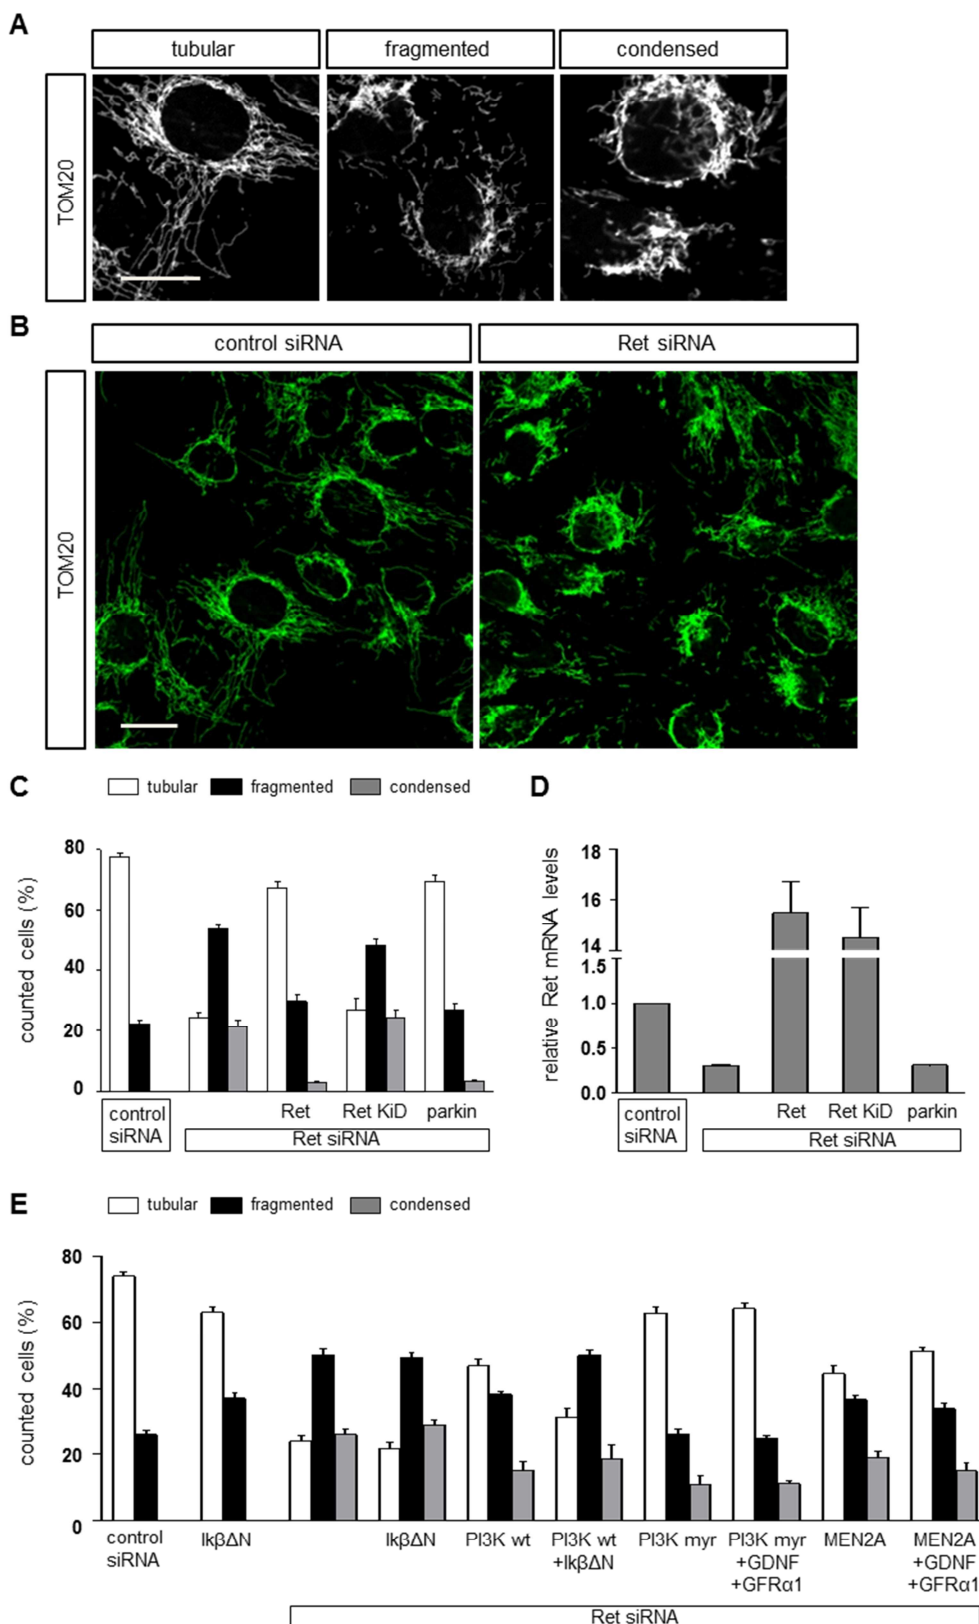 A
tubular
fragmented
condensed
TOM20
B
control siRNA
Ret siRNA
TOM20
C
tubular
fragmented
condensed
counted cells (%)
80
60
40
20
0
control
siRNA
Ret
Ret KiD
parkin
Ret siRNA
D
relative Ret mRNA levels
18
16
14
1.5
1.0
0.5
0.0
control
siRNA
Ret
Ret KiD
parkin
Ret siRNA
E
tubular
fragmented
condensed
counted cells (%)
80
60
40
20
0
control
siRNA
IkβΔN
IkβΔN
PI3K wt
PI3K wt
+IkβΔN
PI3K myr
PI3K myr
+GDNF
+GFRα1
MEN2A
MEN2A
+GDNF
+GFRα1
Ret siRNA